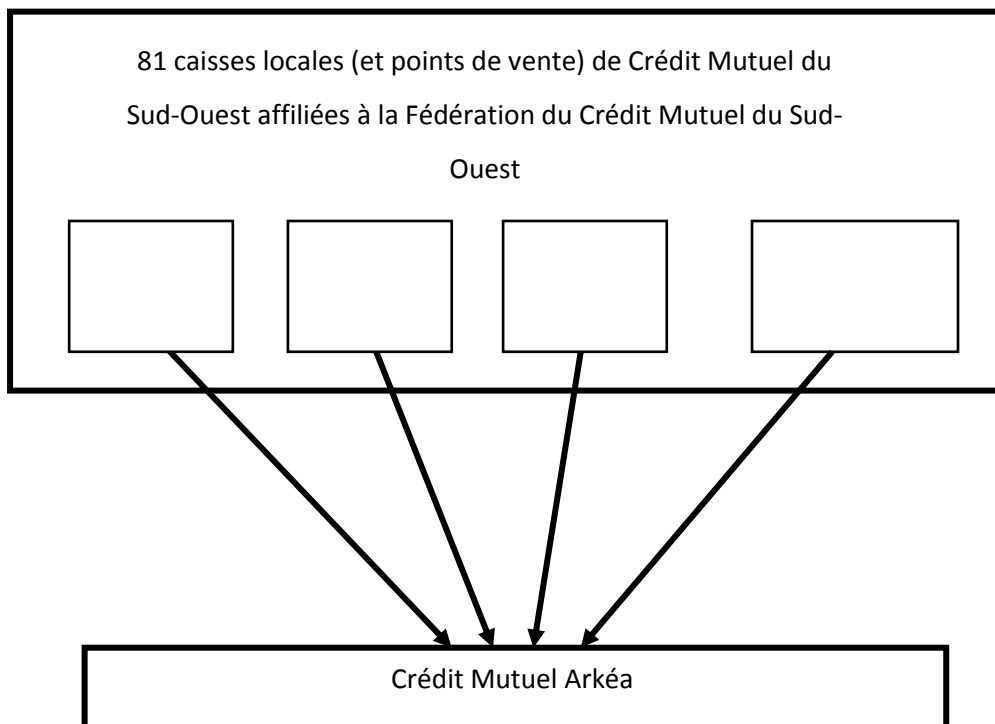 81 caisses locales (et points de vente) de Crédit Mutuel du
Sud-Ouest affiliées à la Fédération du Crédit Mutuel du Sud-
Ouest
Crédit Mutuel Arkéa